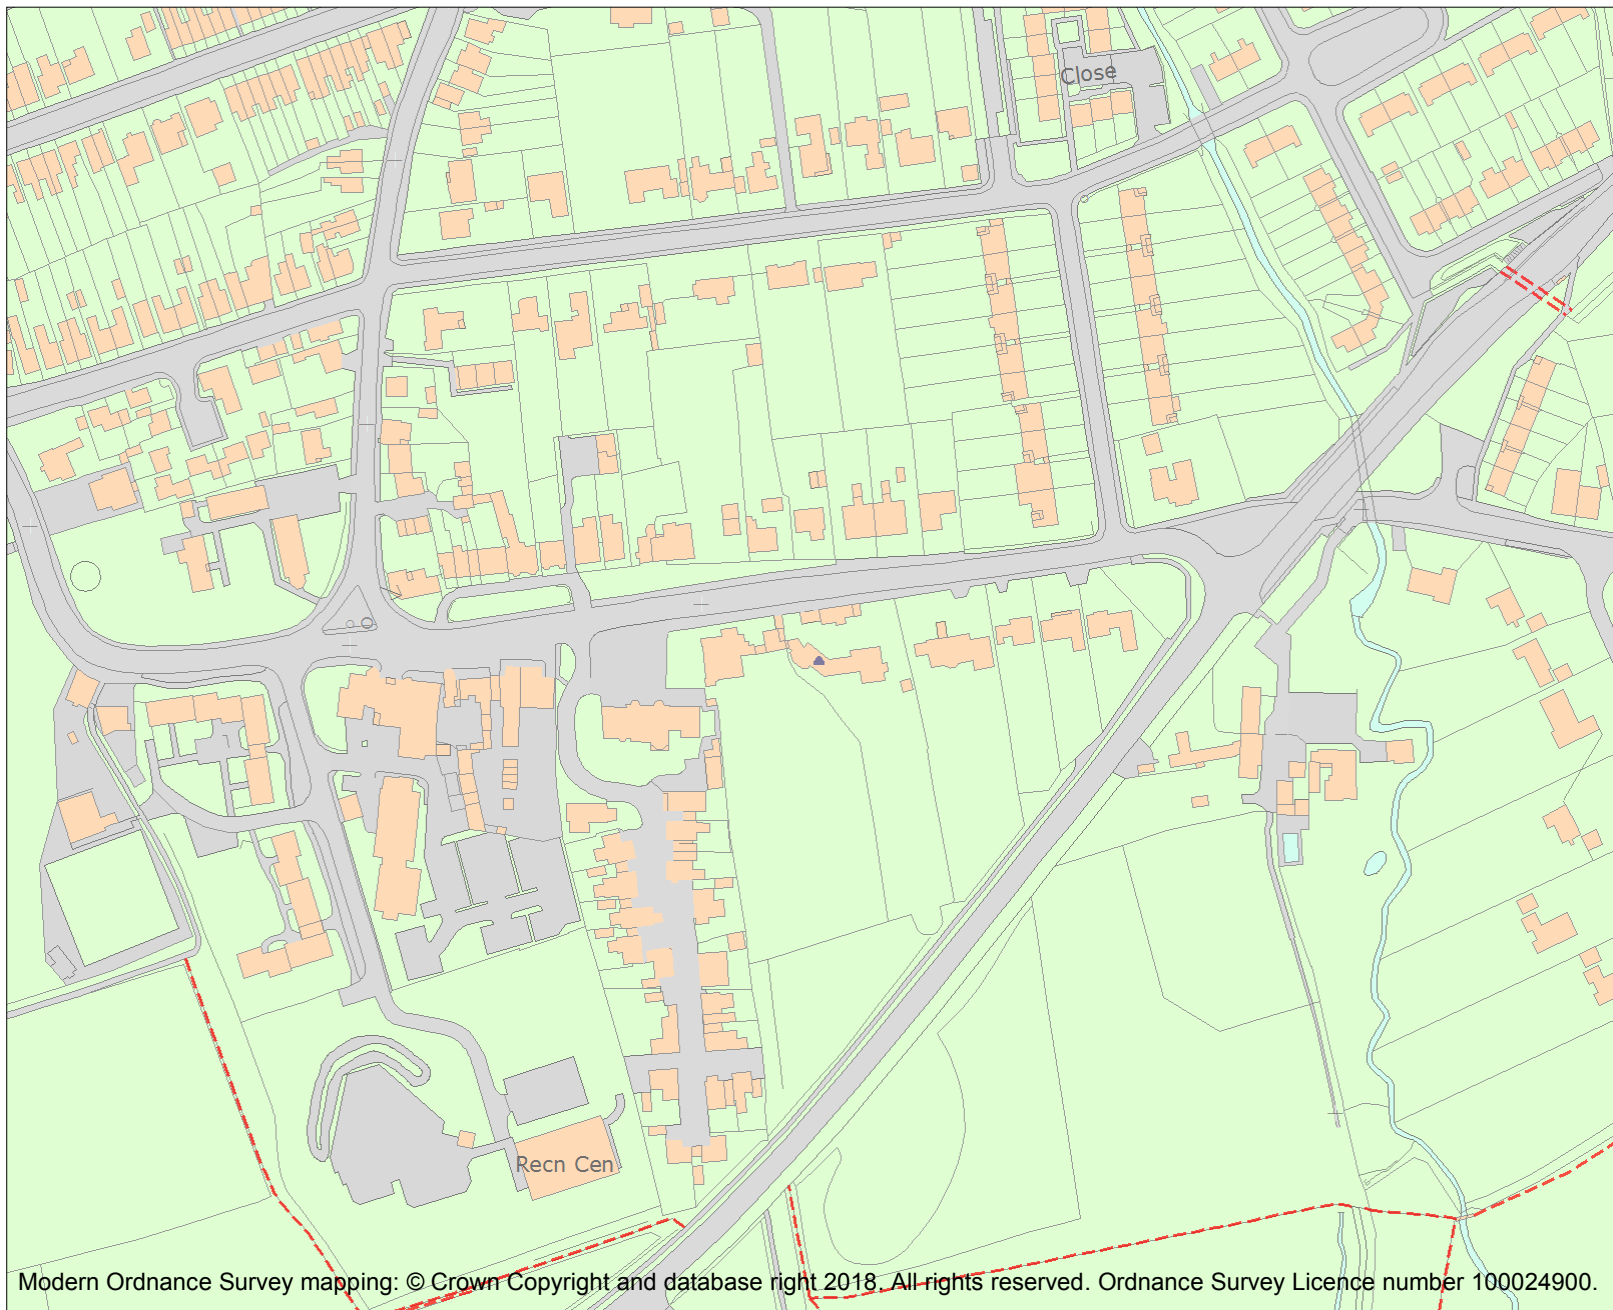 Close
Recn Cen
Modern Ordnance Survey mapping: © Crown Copyright and database right 2018. All rights reserved. Ordnance Survey Licence number 100024900.